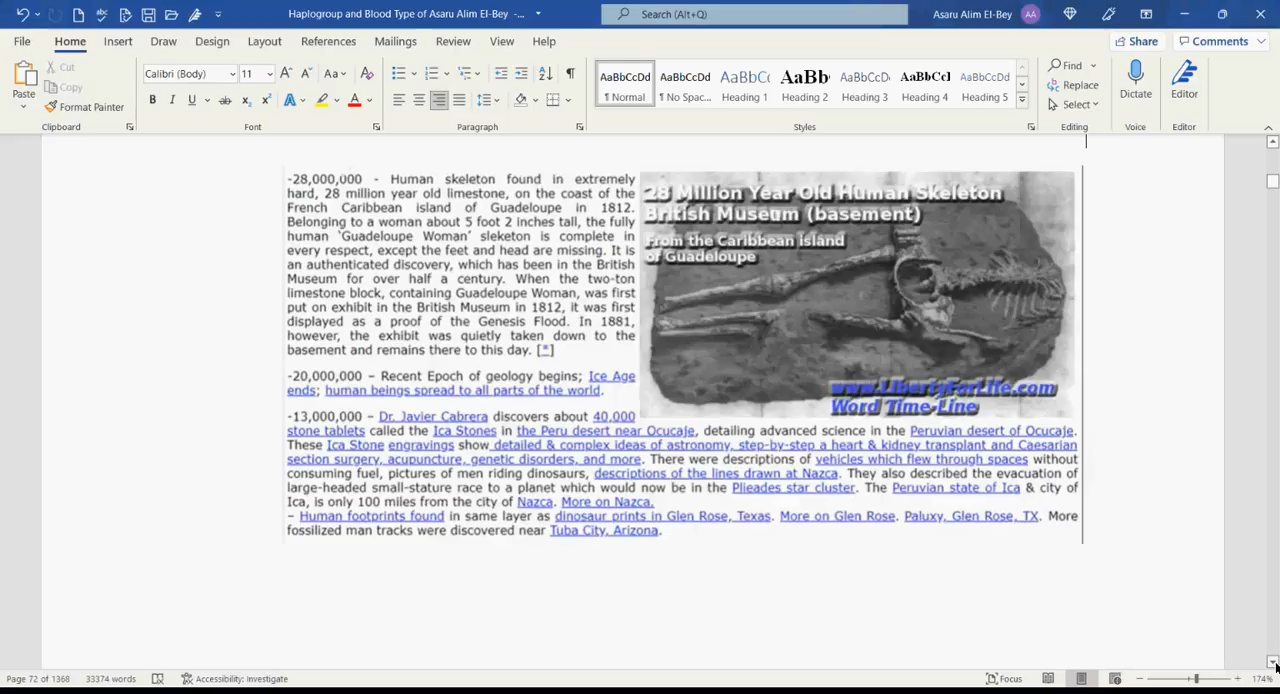 Haplogroup and Blood Type of Asaru Alim El-Bey -...
Search (Alt+Q)
Asaru Alim El-Bey
AA
File Home Insert Draw Design Layout References Mailings Review View Help
Share
Comments
Paste
Cut
Copy
Format Painter
Calibri (Body) 11
AaBbCcDd
¶ Normal
AaBbCcDd
¶ No Spac...
AaBbC(
Heading 1
AaBb(
Heading 2
AaBbCcDd
Heading 3
AaBbCcI
Heading 4
AaBbCcDd
Heading 5
Find
Replace
Select
Dictate
Editor
Clipboard Font Paragraph Styles Editing Voice Editor
-28,000,000 - Human skeleton found in extremely
hard, 28 million year old limestone, on the coast of the
French Caribbean island of Guadeloupe in 1812.
Belonging to a woman about 5 foot 2 inches tall, the fully
human ‘Guadeloupe Woman’ sleketon is complete in
every respect, except the feet and head are missing. It is
an authenticated discovery, which has been in the British
Museum for over half a century. When the two-ton
limestone block, containing Guadeloupe Woman, was first
put on exhibit in the British Museum in 1812, it was first
displayed as a proof of the Genesis Flood. In 1881,
however, the exhibit was quietly taken down to the
basement and remains there to this day. [*]
28 Million Year Old Human Skeleton
British Museum (basement)
From the Caribbean island
of Guadeloupe
www.LibertyForLife.com
Word Time-Line
-20,000,000 – Recent Epoch of geology begins; Ice Age
ends; human beings spread to all parts of the world.
-13,000,000 – Dr. Javier Cabrera discovers about 40,000
stone tablets called the Ica Stones in the Peru desert near Ocucaje, detailing advanced science in the Peruvian desert of Ocucaje.
These Ica Stone engravings show detailed & complex ideas of astronomy, step-by-step a heart & kidney transplant and Caesarian
section surgery, acupuncture, genetic disorders, and more. There were descriptions of vehicles which flew through spaces without
consuming fuel, pictures of men riding dinosaurs, descriptions of the lines drawn at Nazca. They also described the evacuation of
large-headed small-stature race to a planet which would now be in the Plieades star cluster. The Peruvian state of Ica & city of
Ica, is only 100 miles from the city of Nazca. More on Nazca.
– Human footprints found in same layer as dinosaur prints in Glen Rose, Texas. More on Glen Rose. Paluxy, Glen Rose, TX. More
fossilized man tracks were discovered near Tuba City, Arizona.
Page 72 of 1368 33374 words Accessibility: Investigate Focus 174%